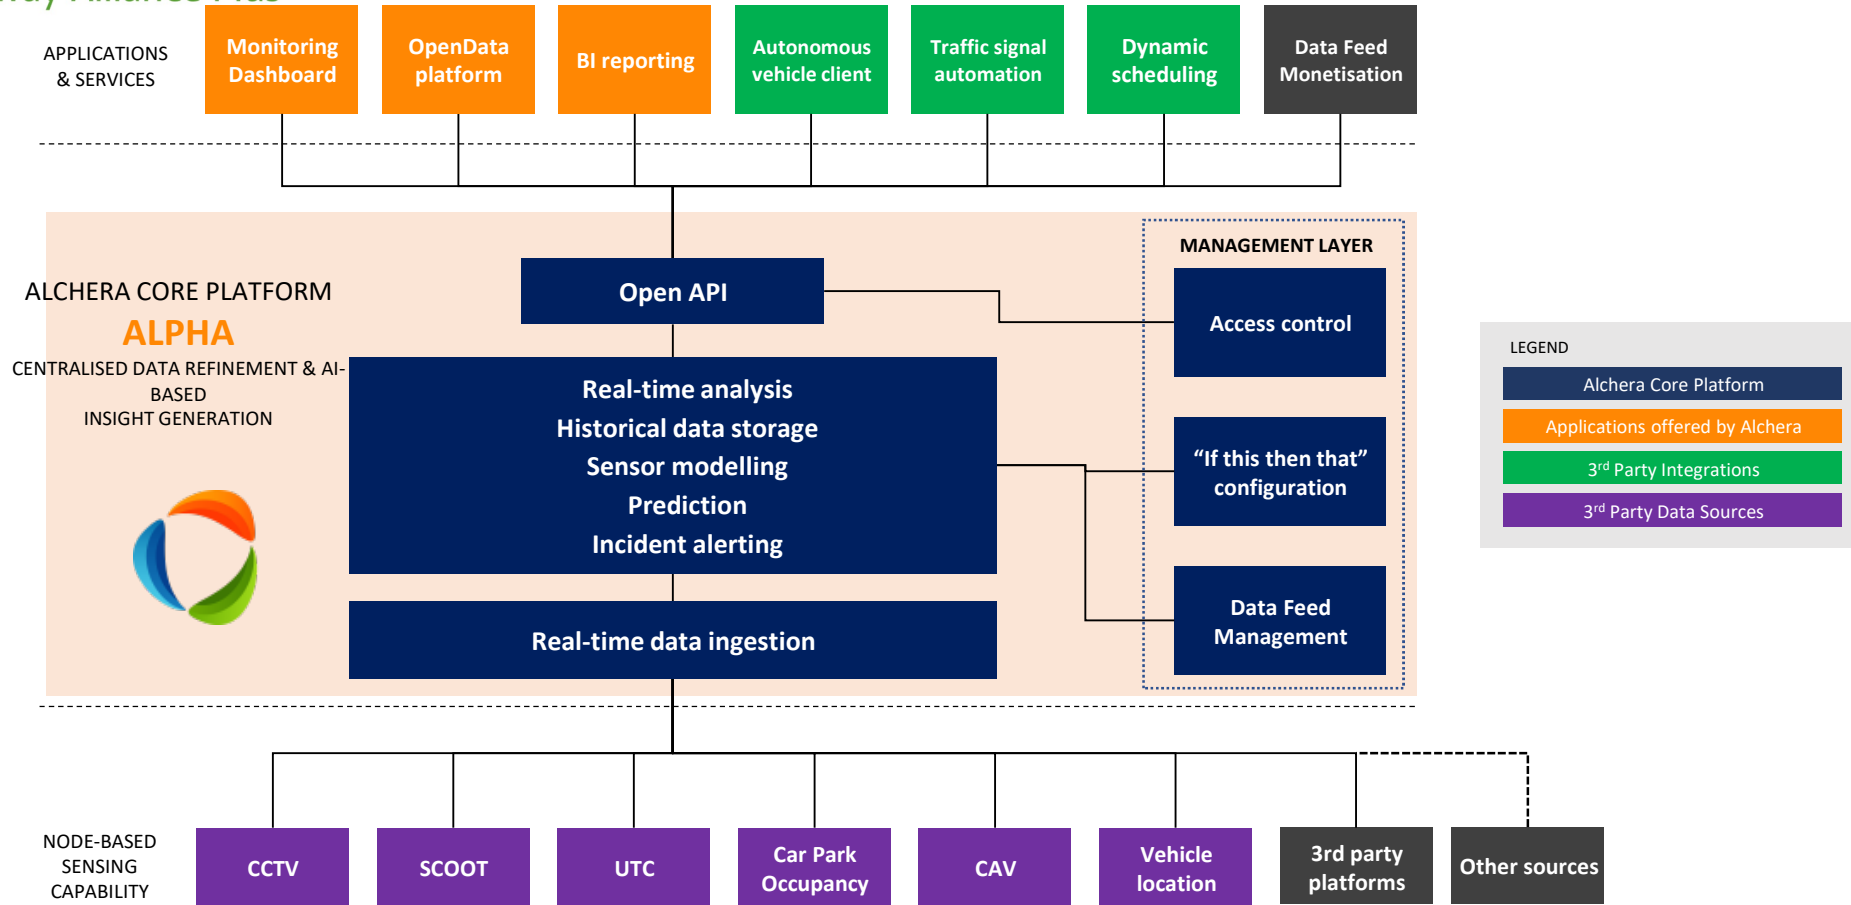 Alliance Plus
APPLICATIONS
& SERVICES
Monitoring
Dashboard
OpenData
platform
BI reporting
Autonomous
vehicle client
Traffic signal
automation
Dynamic
scheduling
Data Feed
Monetisation
ALCHERA CORE PLATFORM
ALPHA
CENTRALISED DATA REFINEMENT & AI-
BASED
INSIGHT GENERATION
Open API
Real-time analysis
Historical data storage
Sensor modelling
Prediction
Incident alerting
Real-time data ingestion
MANAGEMENT LAYER
Access control
“If this then that”
configuration
Data Feed
Management
LEGEND
Alchera Core Platform
Applications offered by Alchera
3rd Party Integrations
3rd Party Data Sources
NODE-BASED
SENSING
CAPABILITY
CCTV
SCOOT
UTC
Car Park
Occupancy
CAV
Vehicle
location
3rd party
platforms
Other sources